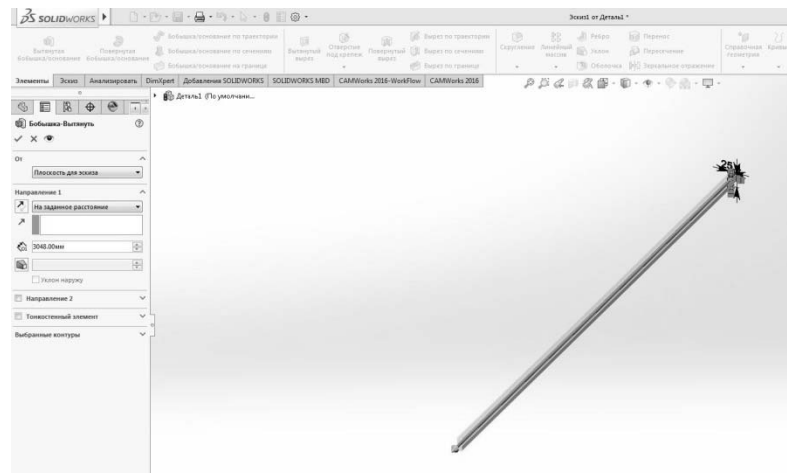 SOLIDWORKS
Эскиз1 от Деталь1 *
Вытянутая бобышка/основание
Повернутая бобышка/основание
Бобышка/основание по траектории
Бобышка/основание по сечениям
Бобышка/основание на границе
Вытянутый вырез
Отверстие под крепеж
Повернутый вырез
Вырез по траектории
Вырез по сечениям
Вырез по границе
Скругление
Линейный массив
Ребро
Уклон
Оболочка
Перенос
Пересечение
Зеркальное отражение
Справочная геометрия
Кривые
Элементы Эскиз Анализировать DimXpert Добавления SOLIDWORKS SOLIDWORKS MBD CAMWorks 2016-WorkFlow CAMWorks 2016
Деталь1 (По умолчани...
Бобышка-Вытянуть
От
Плоскость для эскиза
Направление 1
На заданное расстояние
3048.00мм
Уклон наружу
Направление 2
Тонкостенный элемент
Выбранные контуры
25